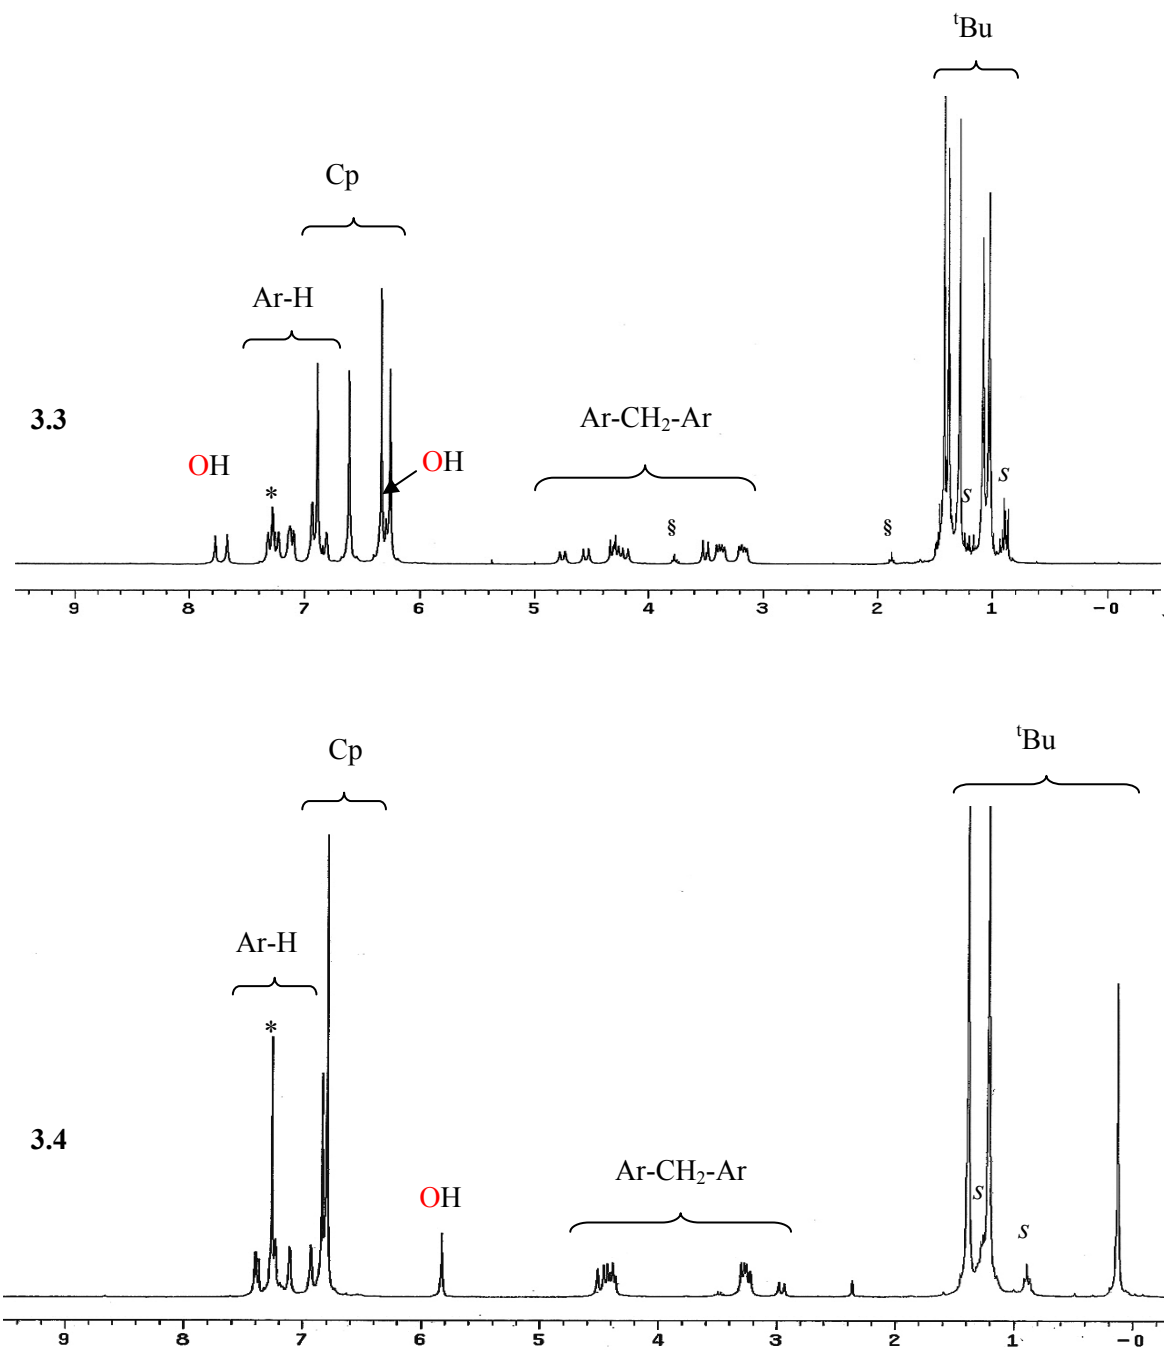 ᵗBu
Cp
Ar-H
3.3
Ar-CH₂-Ar
OH
OH
*
§
§
s
s
9 8 7 6 5 4 3 2 1 -0
ᵗBu
Cp
Ar-H
*
3.4
Ar-CH₂-Ar
OH
s
s
9 8 7 6 5 4 3 2 1 -0